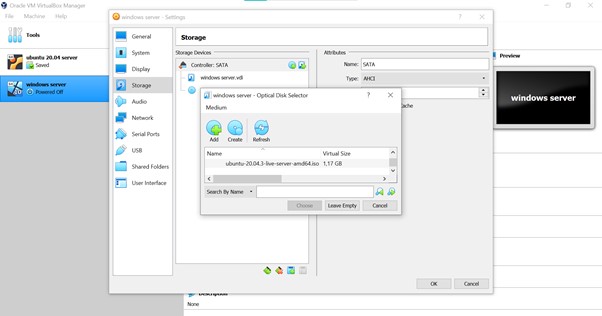 Oracle VM VirtualBox Manager
File Machine Help
Tools
ubuntu 20.04 server
Saved
windows server
Powered Off
windows server - Settings
General
System
Display
Storage
Audio
Network
Serial Ports
USB
Shared Folders
User Interface
Storage
Storage Devices
Controller: SATA
windows server.vdi
Attributes
Name: SATA
Type: AHCI
Cache
windows server - Optical Disk Selector
Medium
Add Create Refresh
Name Virtual Size
ubuntu-20.04.3-live-server-amd64.iso 1,17 GB
Search By Name
Choose Leave Empty Cancel
OK Cancel
Preview
windows server
Description
None